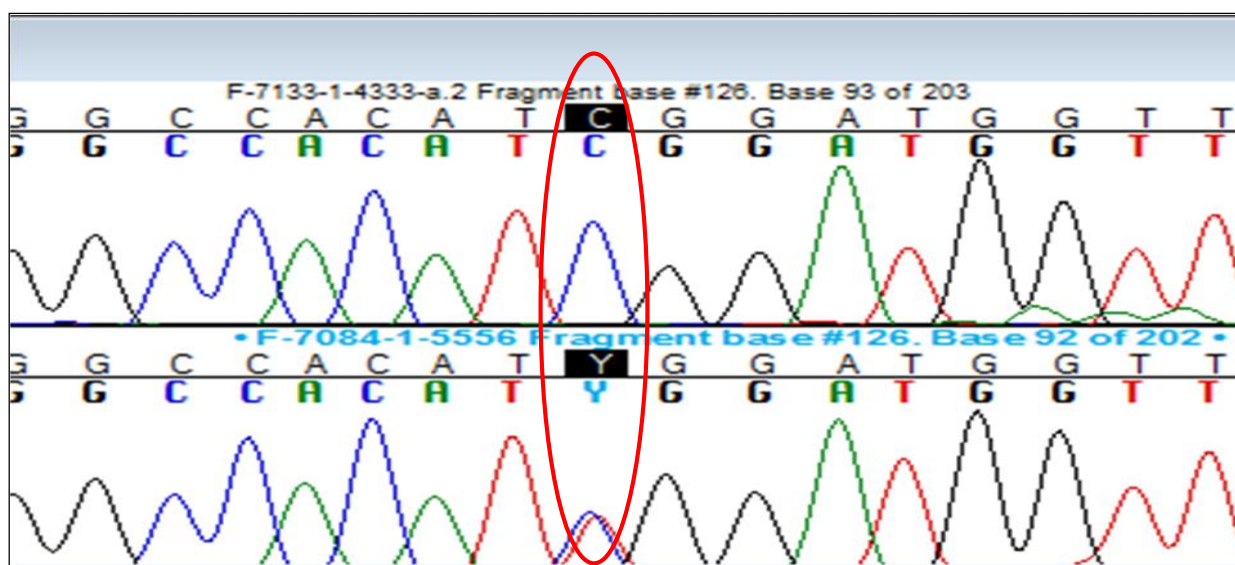 F-7133-1-4333-a.2 Fragment base #126. Base 93 of 203
G G C C A C A T C G G A T G G T T
G G C C A C A T C G G A T G G T T
• F-7084-1-5556 Fragment base #126. Base 92 of 202 •
G G C C A C A T Y G G A T G G T T
G G C C A C A T Y G G A T G G T T